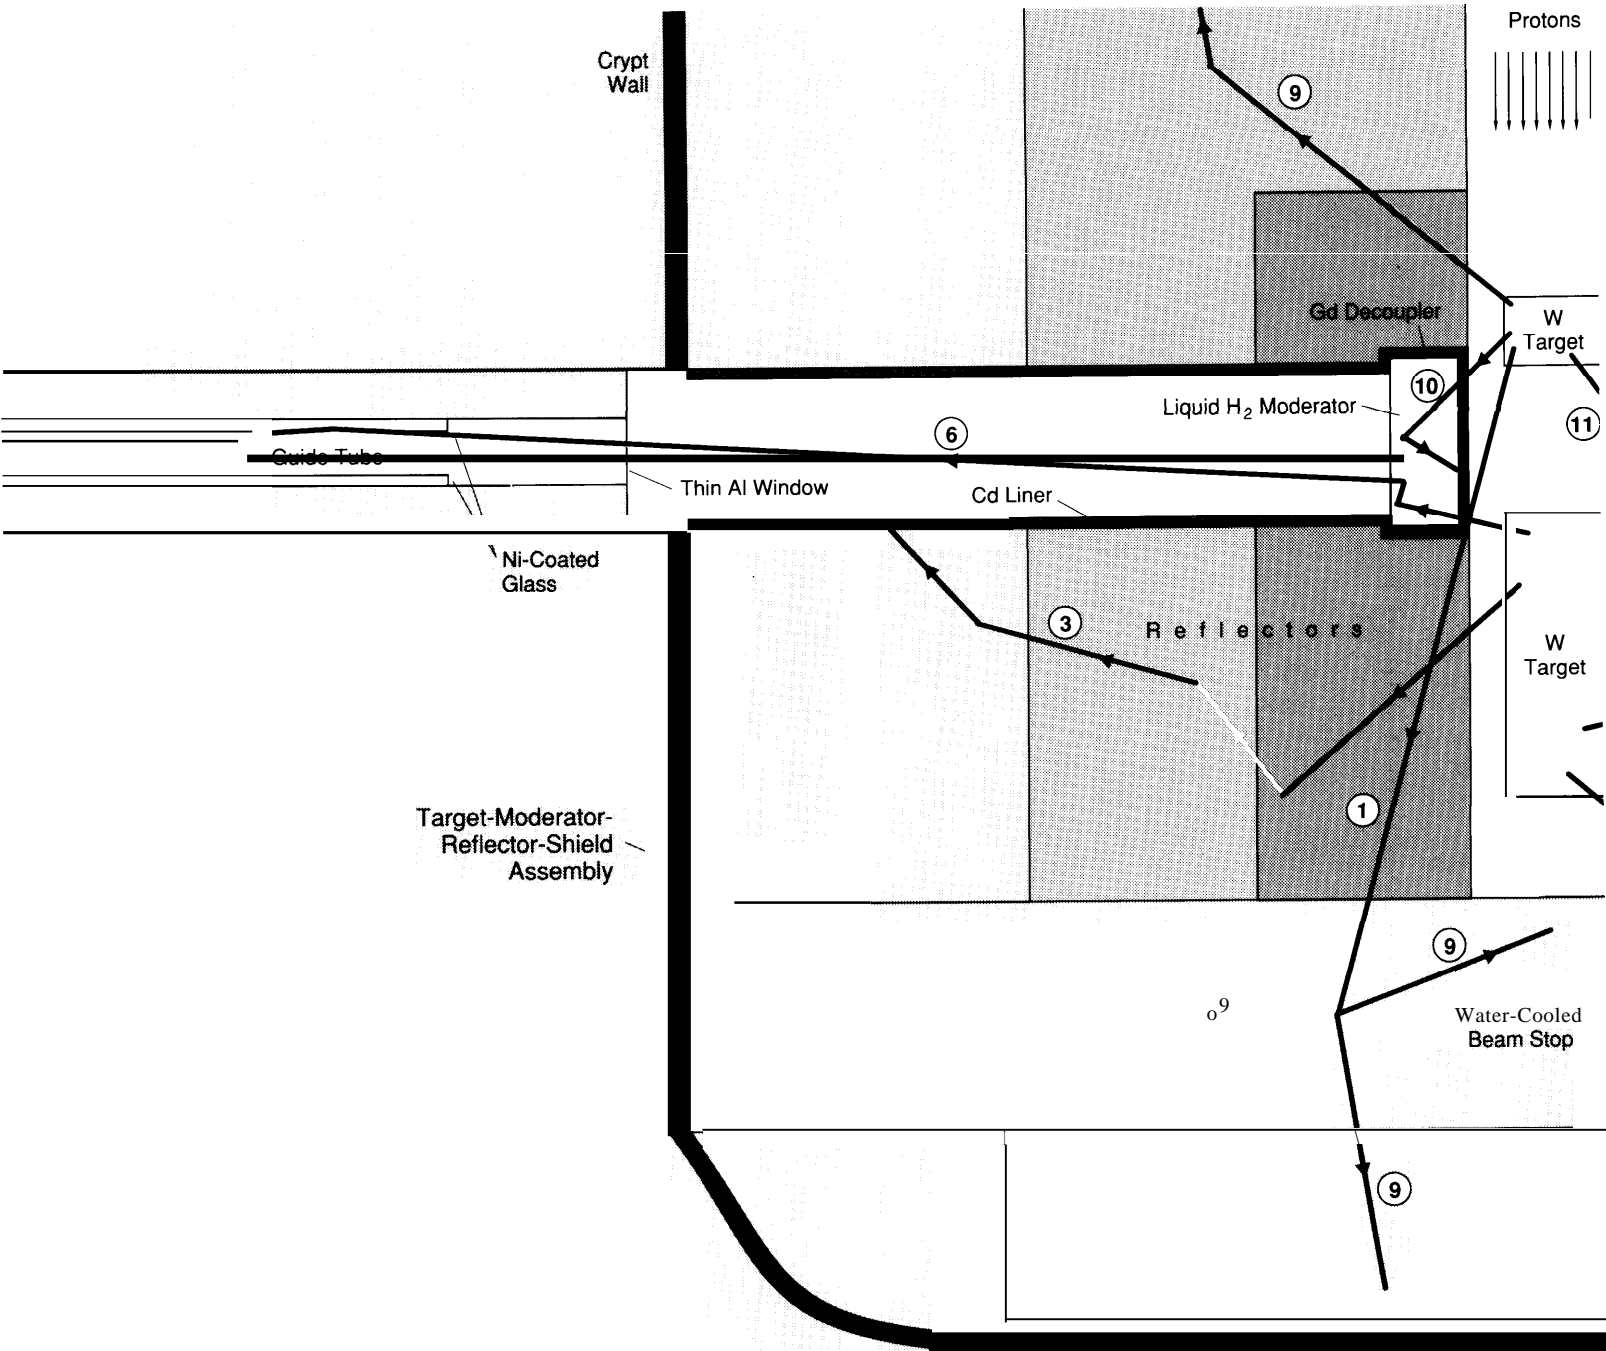 Protons
Crypt
Wall
9
Gd Decoupler
W
Target
10
Liquid H2 Moderator
11
6
Guide Tube
Thin Al Window
Cd Liner
Ni-Coated
Glass
3
Reflectors
W
Target
1
Target-Moderator-
Reflector-Shield
Assembly
9
o9
Water-Cooled
Beam Stop
9